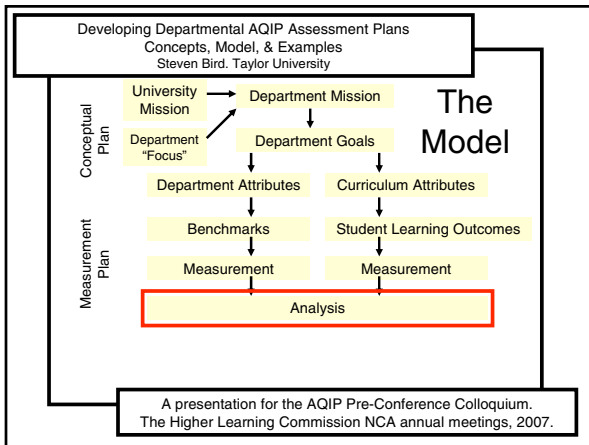 Developing Departmental AQIP Assessment Plans
Concepts, Model, & Examples
Steven Bird. Taylor University
The
Model
Conceptual
Plan
University
Mission
Department Mission
Department
“Focus”
Department Goals
Department Attributes
Curriculum Attributes
Measurement
Plan
Benchmarks
Student Learning Outcomes
Measurement
Measurement
Analysis
A presentation for the AQIP Pre-Conference Colloquium.
The Higher Learning Commission NCA annual meetings, 2007.